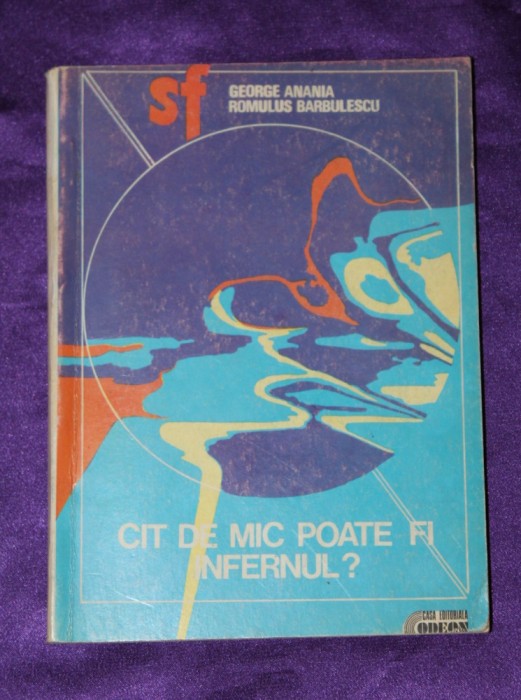 sf
GEORGE ANANIA
ROMULUS BARBULESCU
CIT DE MIC POATE FI
INFERNUL?
CASA EDITORIALA
ODEON